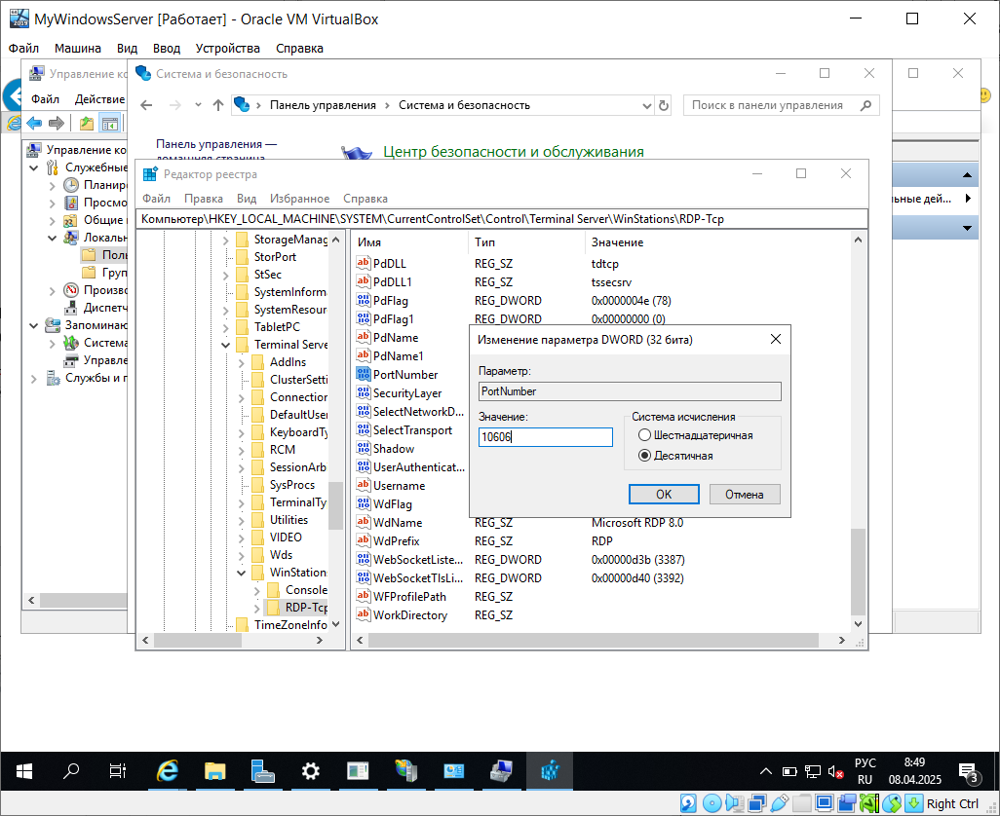 MyWindowsServer [Работает] - Oracle VM VirtualBox
Файл Машина Вид Ввод Устройства Справка
Управление ко
Система и безопасность
Файл Действие
Панель управления > Система и безопасность
Поиск в панели управления
Панель управления —
домашняя страница
Центр безопасности и обслуживания
Управление ко
Служебные
Планиро
Просмо
Общие
Локаль
Поль
Груп
Произво
Диспетч
Запоминаю
Система
Управле
Службы и п
льные дей...
Редактор реестра
Файл Правка Вид Избранное Справка
Компьютер\HKEY_LOCAL_MACHINE\SYSTEM\CurrentControlSet\Control\Terminal Server\WinStations\RDP-Tcp
StorageManag
StorPort
StSec
SystemInform
SystemResour
TabletPC
Terminal Serve
AddIns
ClusterSetti
Connection
DefaultUser
KeyboardTy
RCM
SessionArb
SysProcs
TerminalTy
Utilities
VIDEO
Wds
WinStation
Console
RDP-Tcp
TimeZoneInfo
Имя Тип Значение
PdDLL REG_SZ tdtcp
PdDLL1 REG_SZ tssecsrv
PdFlag REG_DWORD 0x0000004e (78)
PdFlag1 REG_DWORD 0x00000000 (0)
PdName
PdName1
PortNumber
SecurityLayer
SelectNetworkD...
SelectTransport
Shadow
UserAuthenticat...
Username
WdFlag
WdName REG_SZ Microsoft RDP 8.0
WdPrefix REG_SZ RDP
WebSocketListe... REG_DWORD 0x00000d3b (3387)
WebSocketTlsLi... REG_DWORD 0x00000d40 (3392)
WFProfilePath REG_SZ
WorkDirectory REG_SZ
Изменение параметра DWORD (32 бита)
Параметр:
PortNumber
Значение:
10606
Система исчисления
Шестнадцатеричная
Десятичная
OK Отмена
РУС
RU
8:49
08.04.2025
3
Right Ctrl